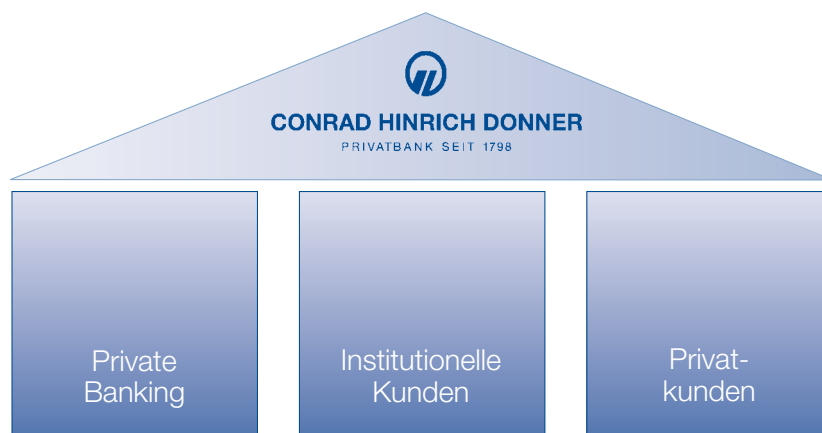 CONRAD HINRICH DONNER
PRIVATBANK SEIT 1798
Private
Banking
Institutionelle
Kunden
Privat-
kunden